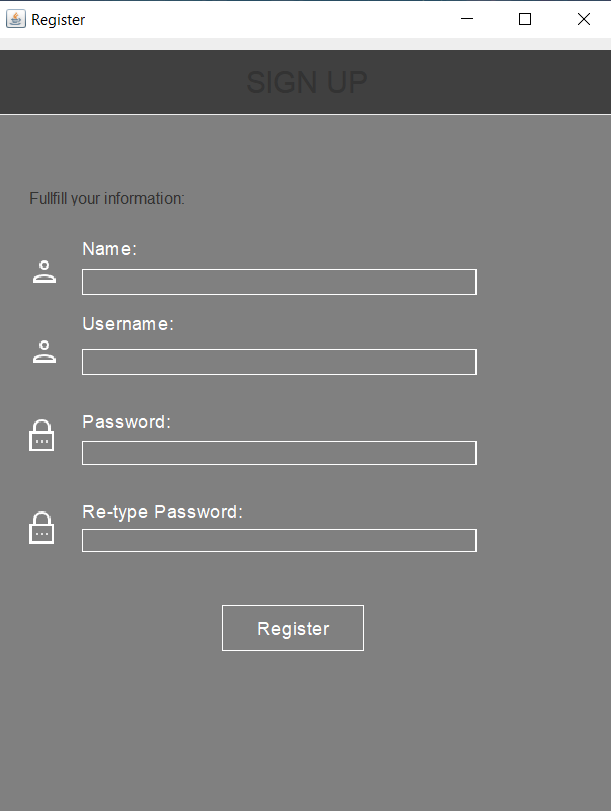 Register
SIGN UP
Fullfill your information:
Name:
Username:
Password:
Re-type Password:
Register